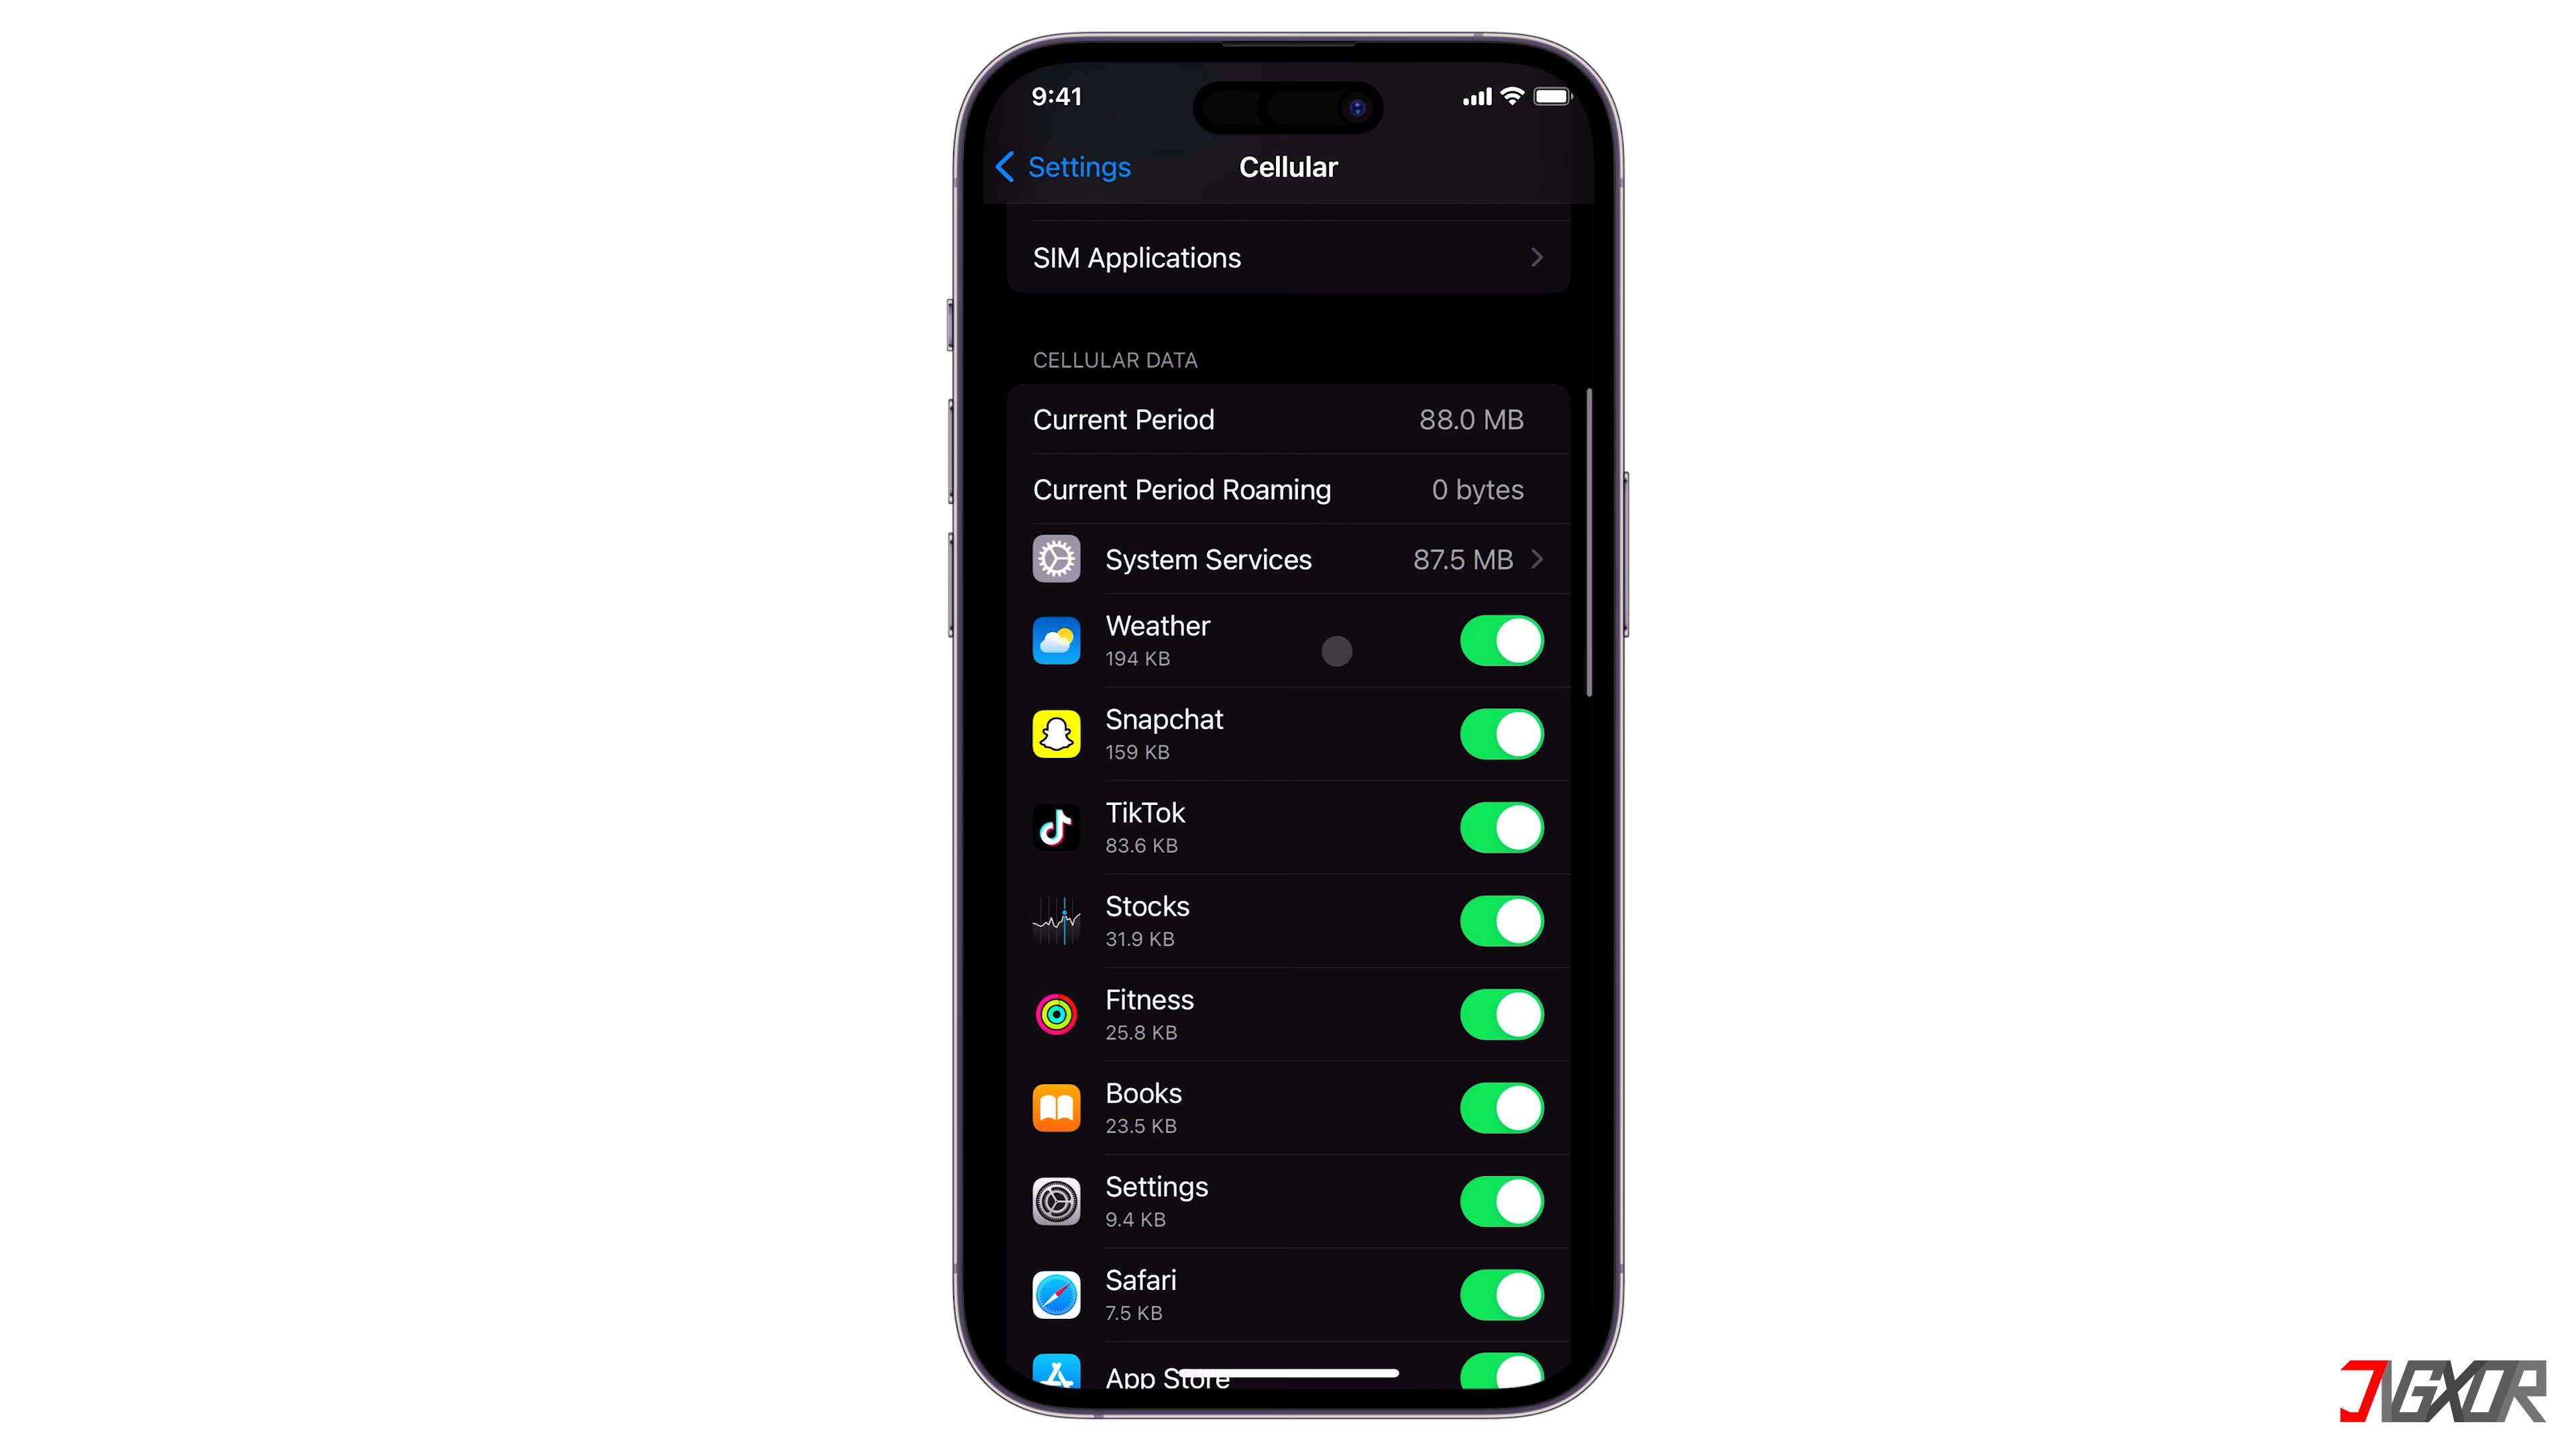 9:41
Settings
Cellular
SIM Applications
CELLULAR DATA
Current Period 88.0 MB
Current Period Roaming 0 bytes
System Services 87.5 MB
Weather
194 KB
Snapchat
159 KB
TikTok
83.6 KB
Stocks
31.9 KB
Fitness
25.8 KB
Books
23.5 KB
Settings
9.4 KB
Safari
7.5 KB
App Store
JNGXOR